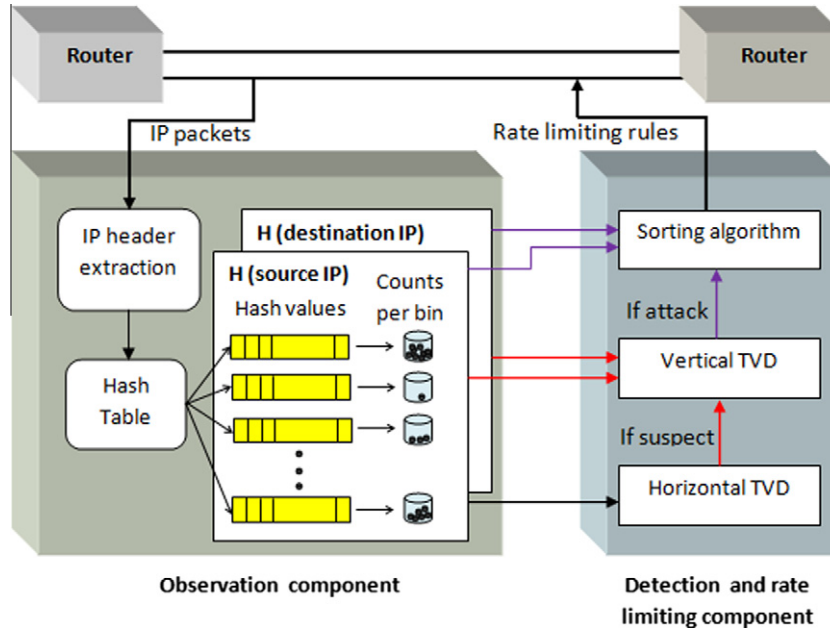 Router
Router
IP packets
Rate limiting rules
IP header
extraction
Hash
Table
H (destination IP)
H (source IP)
Hash values
Counts
per bin
Sorting algorithm
If attack
Vertical TVD
If suspect
Horizontal TVD
Observation component
Detection and rate
limiting component